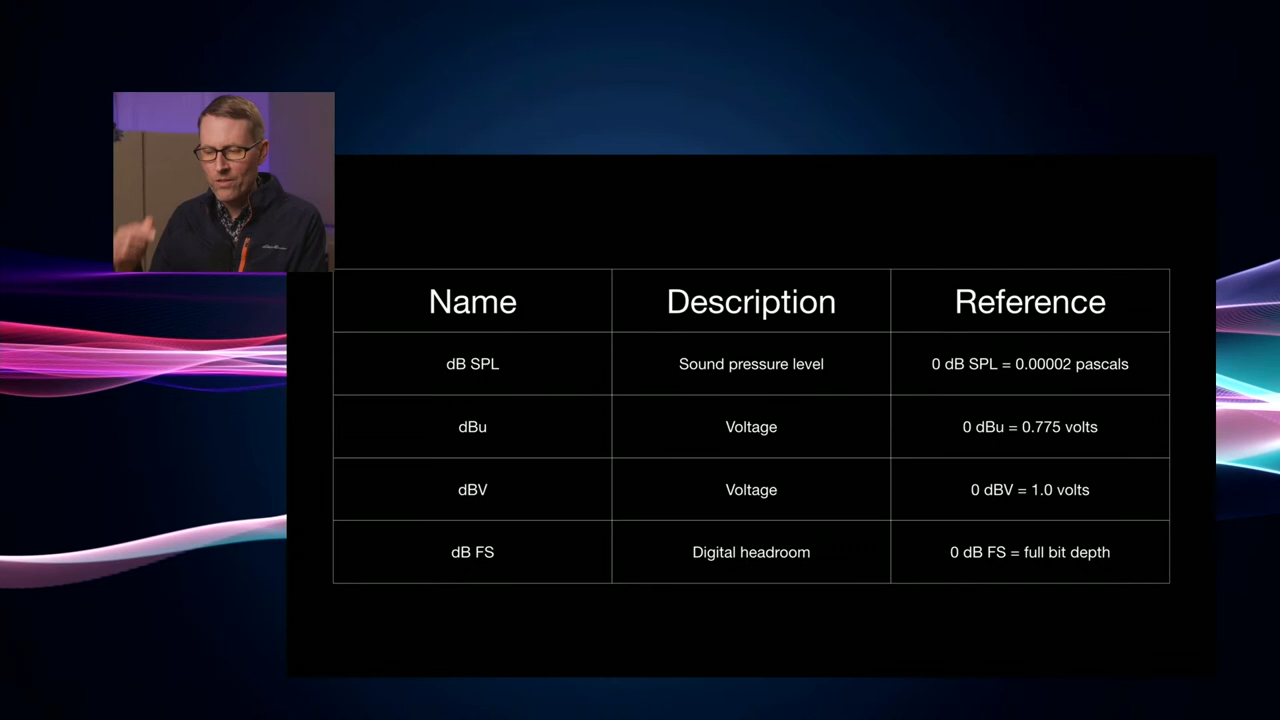 Name Description Reference
dB SPL Sound pressure level 0 dB SPL = 0.00002 pascals
dBu Voltage 0 dBu = 0.775 volts
dBV Voltage 0 dBV = 1.0 volts
dB FS Digital headroom 0 dB FS = full bit depth